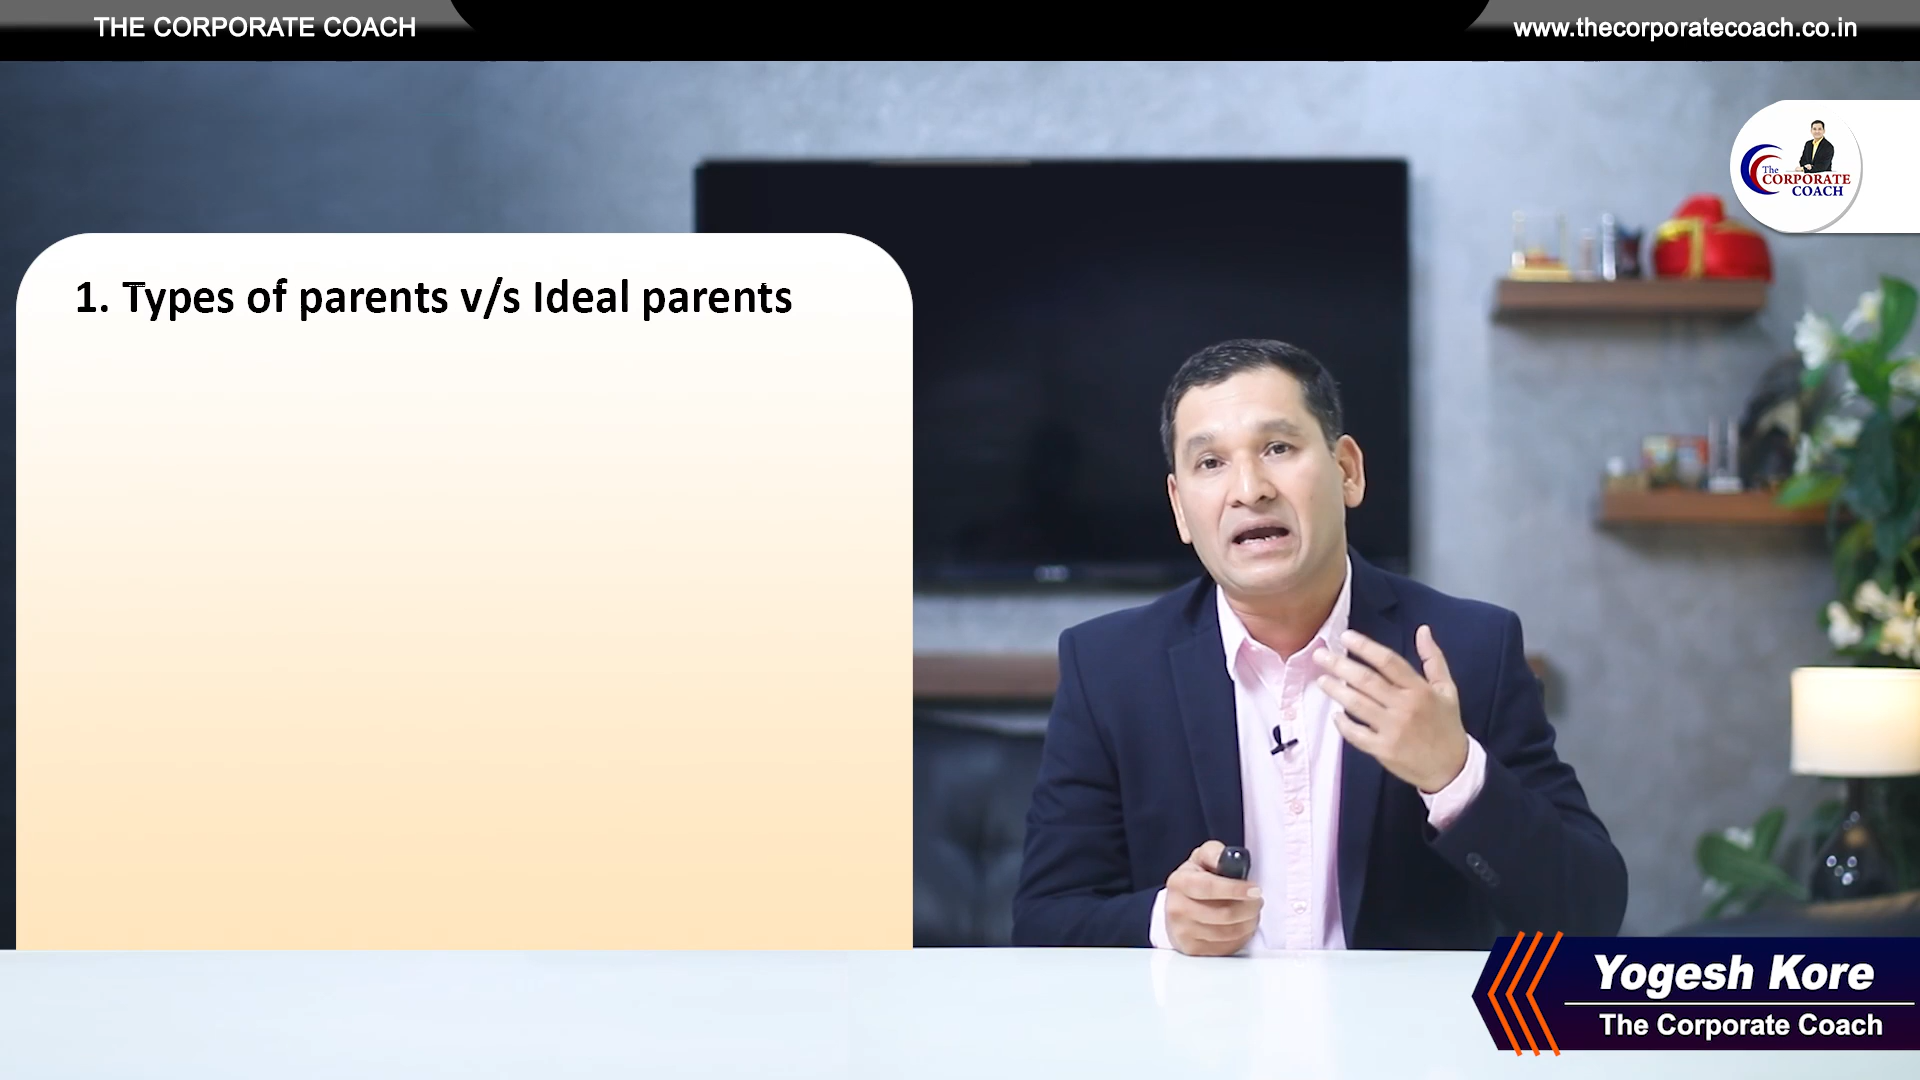 THE CORPORATE COACH
www.thecorporatecoach.co.in
The
CORPORATE
COACH
1. Types of parents v/s Ideal parents
Yogesh Kore
The Corporate Coach